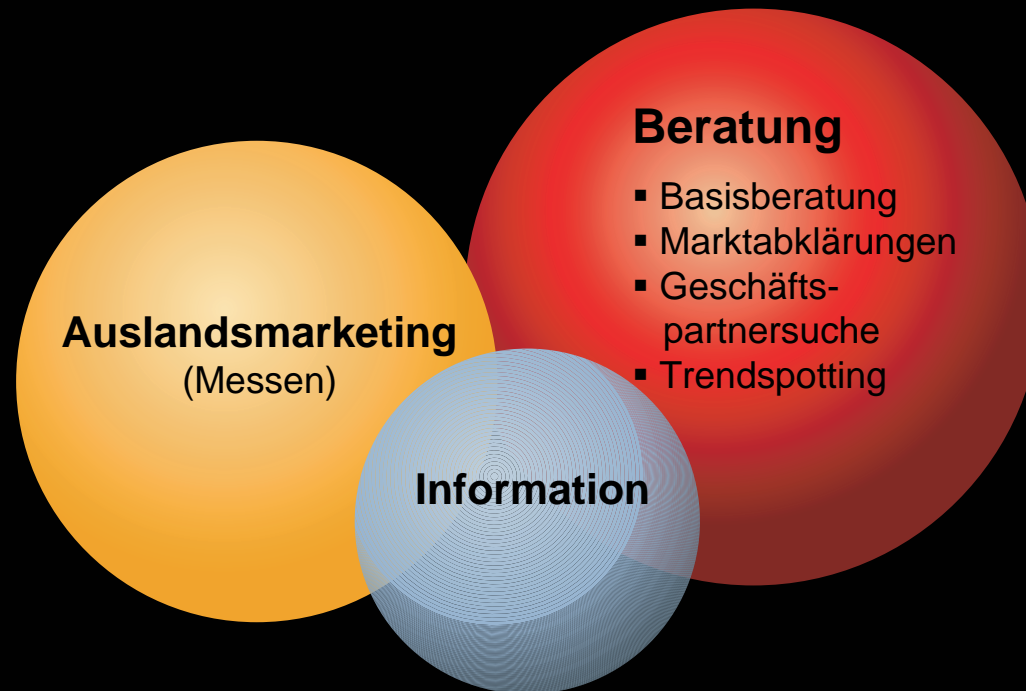 Auslandsmarketing
(Messen)
Beratung
▪ Basisberatung
▪ Marktabklärungen
▪ Geschäfts-
partnersuche
▪ Trendspotting
Information